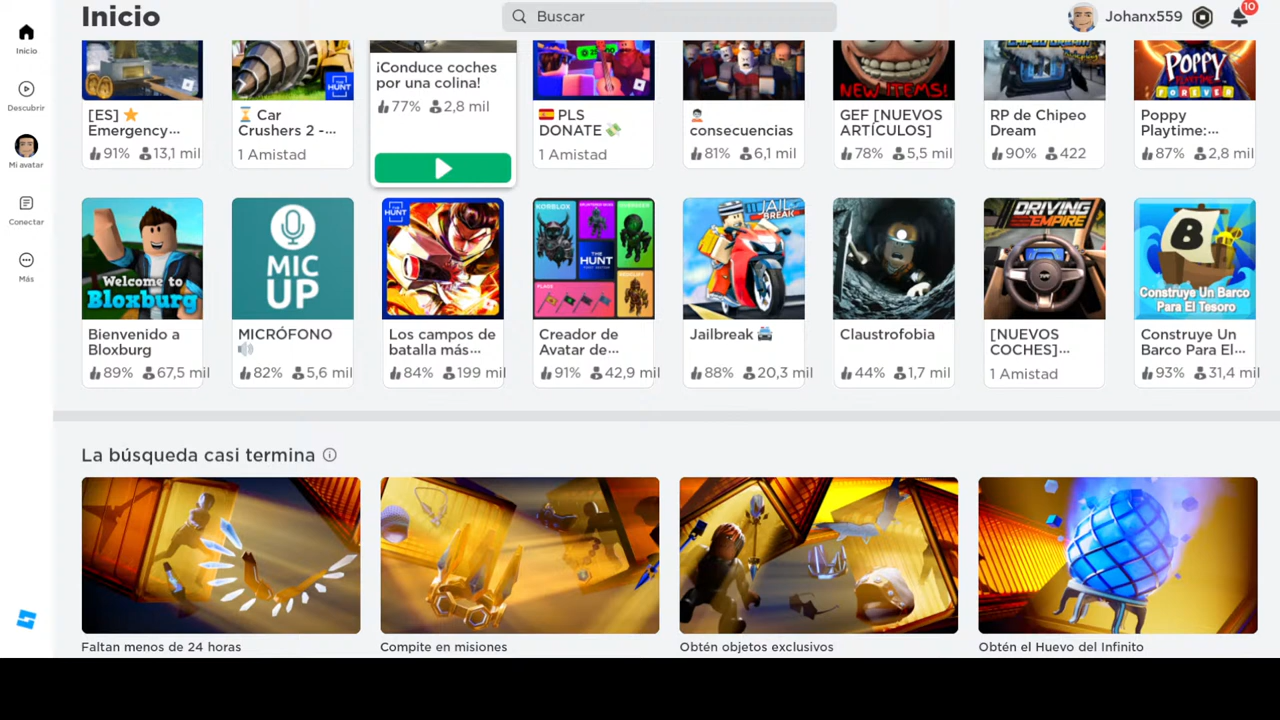 Inicio
Buscar
Johanx559
10
Inicio
Descubrir
Mi avatar
Conectar
Más
[ES] ⭐
Emergency...
91% 13,1 mil
THE HUNT
⌛ Car
Crushers 2 -...
1 Amistad
¡Conduce coches
por una colina!
77% 2,8 mil
🇪🇸 PLS
DONATE 💸
1 Amistad
consecuencias
81% 6,1 mil
NEW ITEMS!
GEF [NUEVOS
ARTÍCULOS]
78% 5,5 mil
RP de Chipeo
Dream
90% 422
POPPY
PLAYTIME
FOREVER
Poppy
Playtime:...
87% 2,8 mil
Welcome to
Bloxburg
Bienvenido a
Bloxburg
89% 67,5 mil
MIC
UP
MICRÓFONO
🔊
82% 5,6 mil
THE HUNT
Los campos de
batalla más...
84% 199 mil
KORBLOX
THE
HUNT
FIRST EDITION
FLAGS
Creador de
Avatar de...
91% 42,9 mil
JAIL
BREAK
Jailbreak 🚔
88% 20,3 mil
Claustrofobia
44% 1,7 mil
DRIVING
EMPIRE
[NUEVOS
COCHES]...
1 Amistad
B
Construye Un Barco
Para El Tesoro
Construye Un
Barco Para El...
93% 31,4 mil
La búsqueda casi termina
Faltan menos de 24 horas
Compite en misiones
Obtén objetos exclusivos
Obtén el Huevo del Infinito